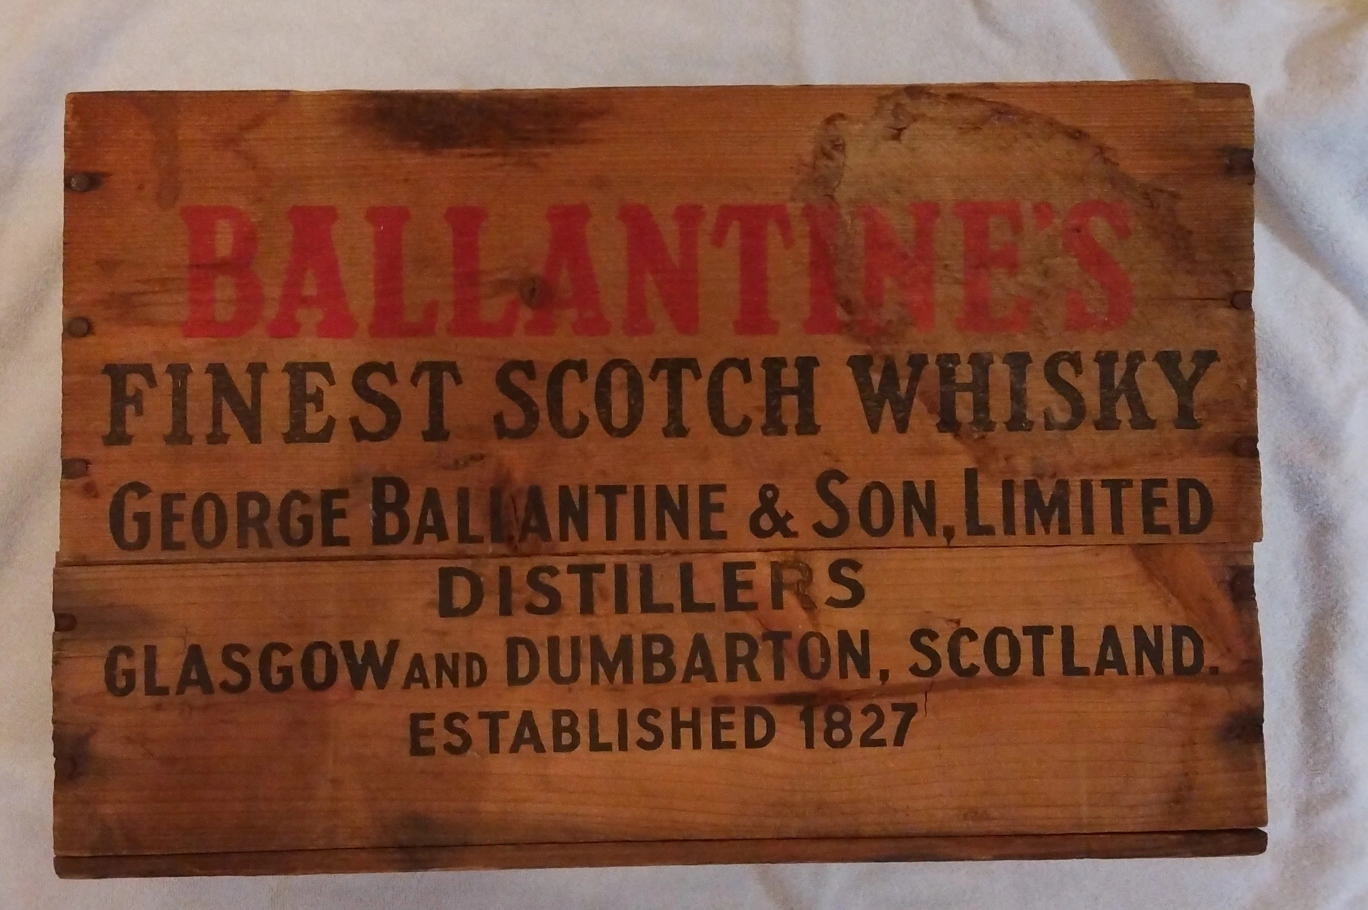 BALLANTINE'S
FINEST SCOTCH WHISKY
GEORGE BALLANTINE & SON, LIMITED
DISTILLERS
GLASGOW AND DUMBARTON, SCOTLAND.
ESTABLISHED 1827